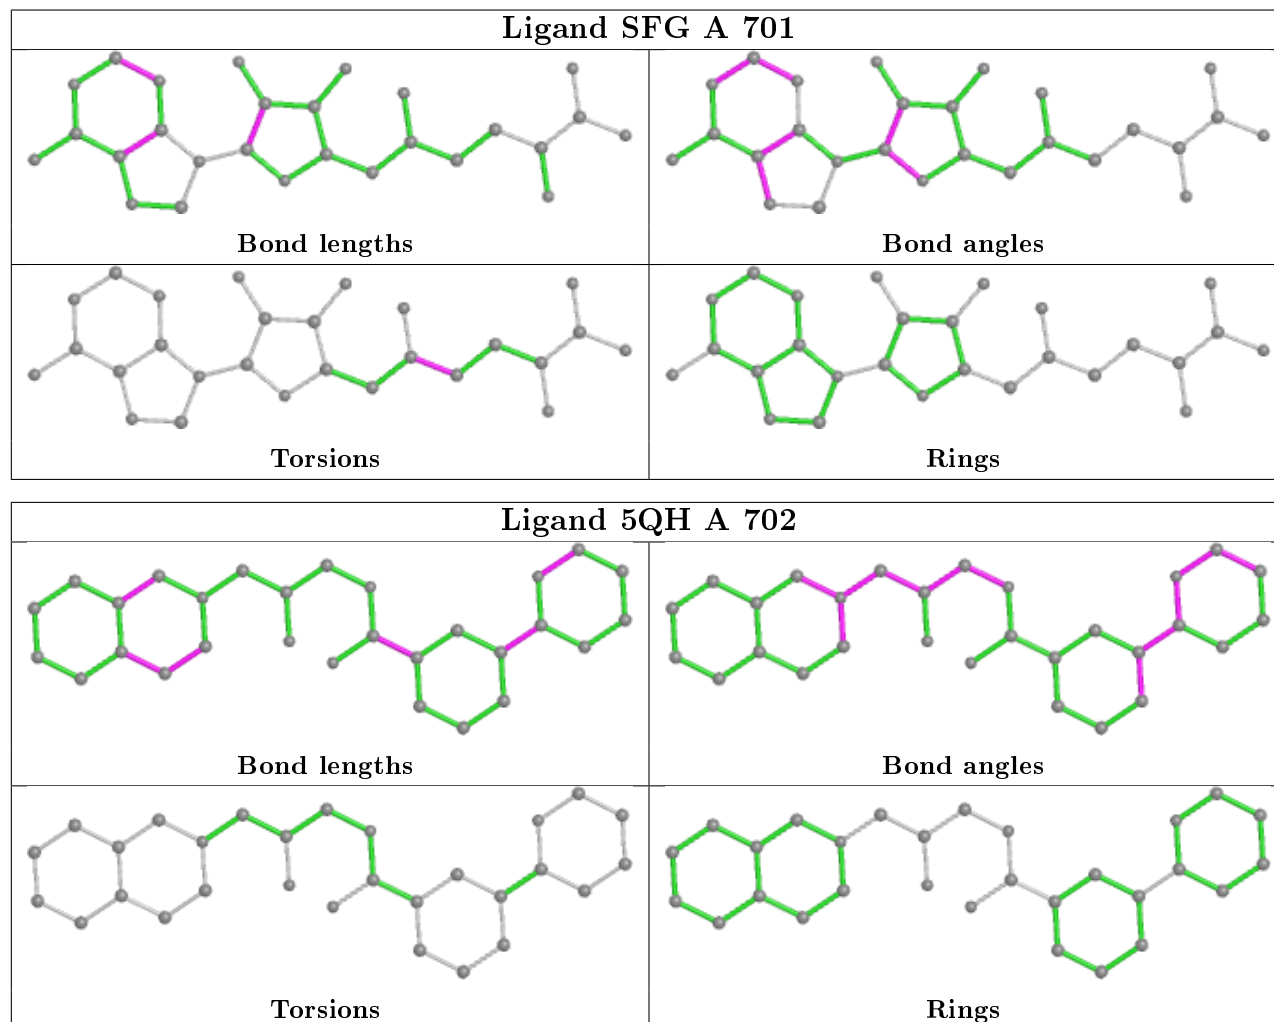 Ligand SFG A 701
Bond lengths
Bond angles
Torsions
Rings
Ligand 5QH A 702
Bond lengths
Bond angles
Torsions
Rings